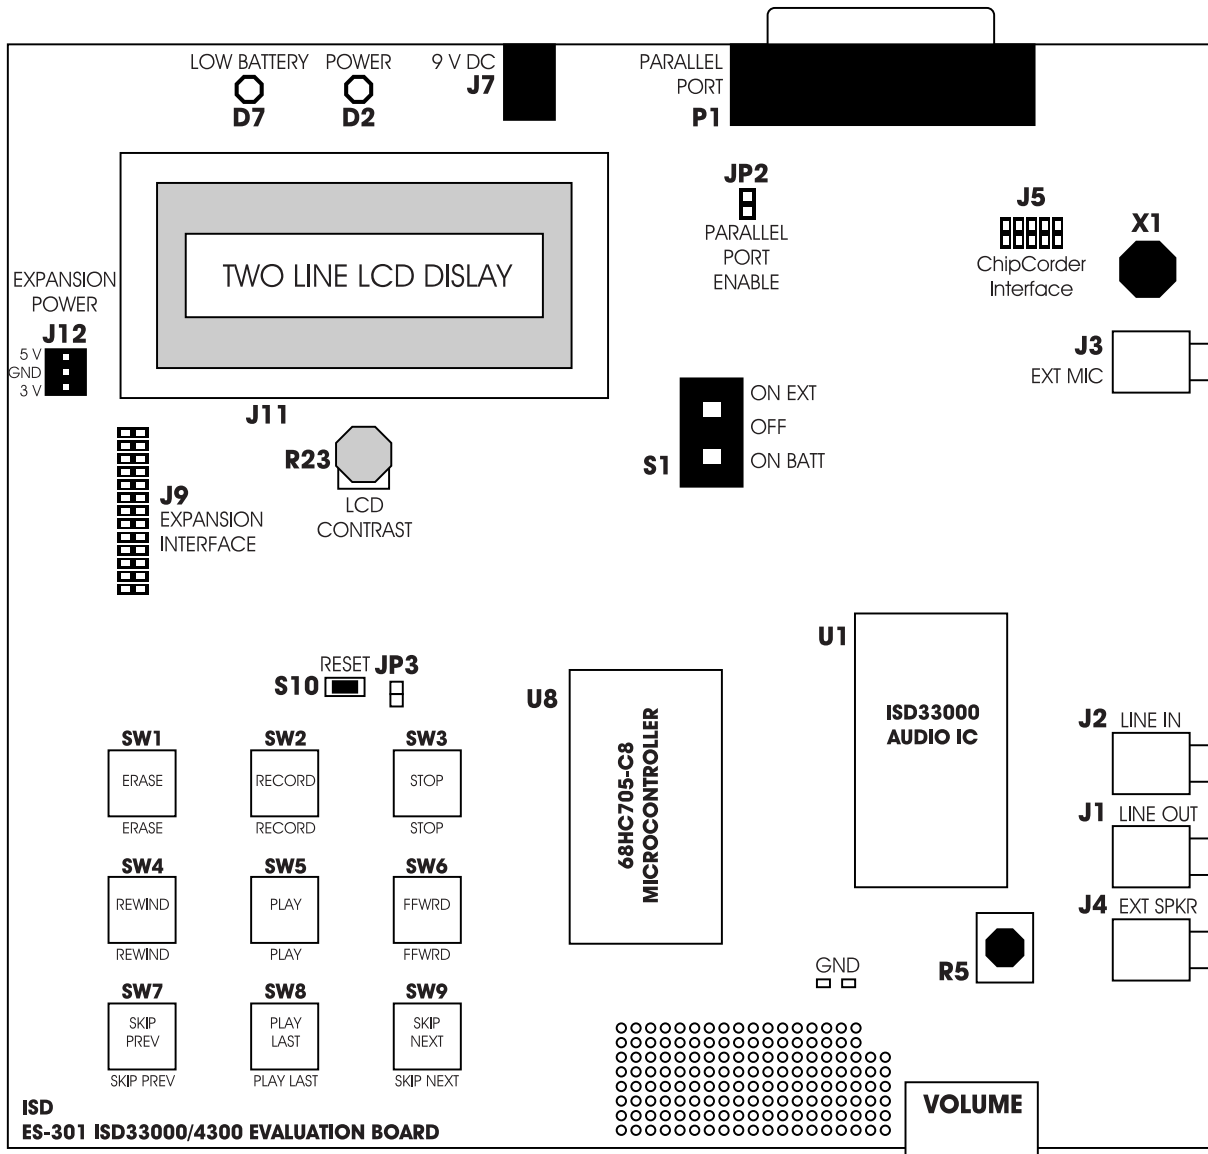 LOW BATTERY
D7
POWER
D2
9 V DC
J7
PARALLEL
PORT
P1
JP2
PARALLEL
PORT
ENABLE
J5
ChipCorder
Interface
X1
TWO LINE LCD DISLAY
EXPANSION
POWER
J12
5 V
GND
3 V
J11
J3
EXT MIC
S1
ON EXT
OFF
ON BATT
R23
LCD
CONTRAST
J9
EXPANSION
INTERFACE
RESET
S10
JP3
U8
68HC705-C8
MICROCONTROLLER
U1
ISD33000
AUDIO IC
J2 LINE IN
J1 LINE OUT
J4 EXT SPKR
R5
GND
SW1
ERASE
ERASE
SW2
RECORD
RECORD
SW3
STOP
STOP
SW4
REWIND
REWIND
SW5
PLAY
PLAY
SW6
FFWRD
FFWRD
SW7
SKIP
PREV
SKIP PREV
SW8
PLAY
LAST
PLAY LAST
SW9
SKIP
NEXT
SKIP NEXT
VOLUME
ISD
ES-301 ISD33000/4300 EVALUATION BOARD